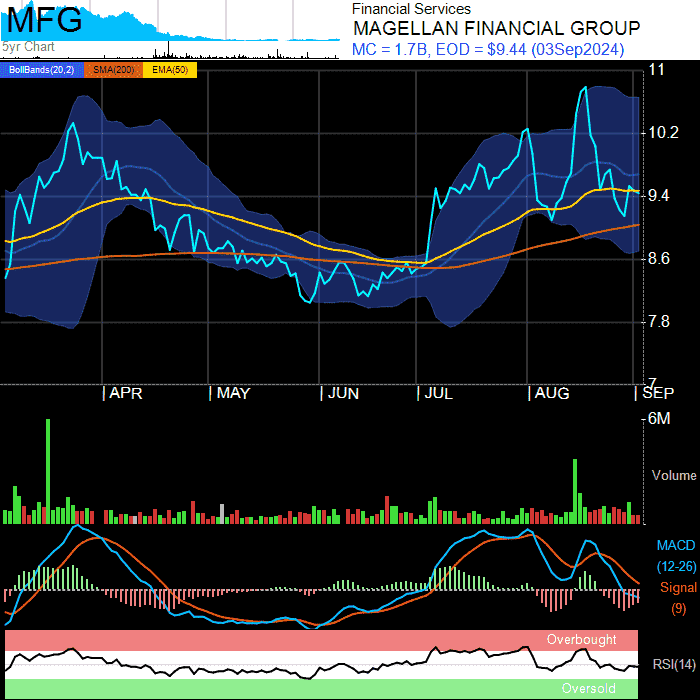 MFG
5yr Chart
Financial Services
MAGELLAN FINANCIAL GROUP
MC = 1.7B, EOD = $9.44 (03Sep2024)
BollBands(20,2) SMA(200) EMA(50)
11
10.2
9.4
8.6
7.8
7
APR MAY JUN JUL AUG SEP
6M
Volume
MACD
(12-26)
Signal
(9)
Overbought
RSI(14)
Oversold